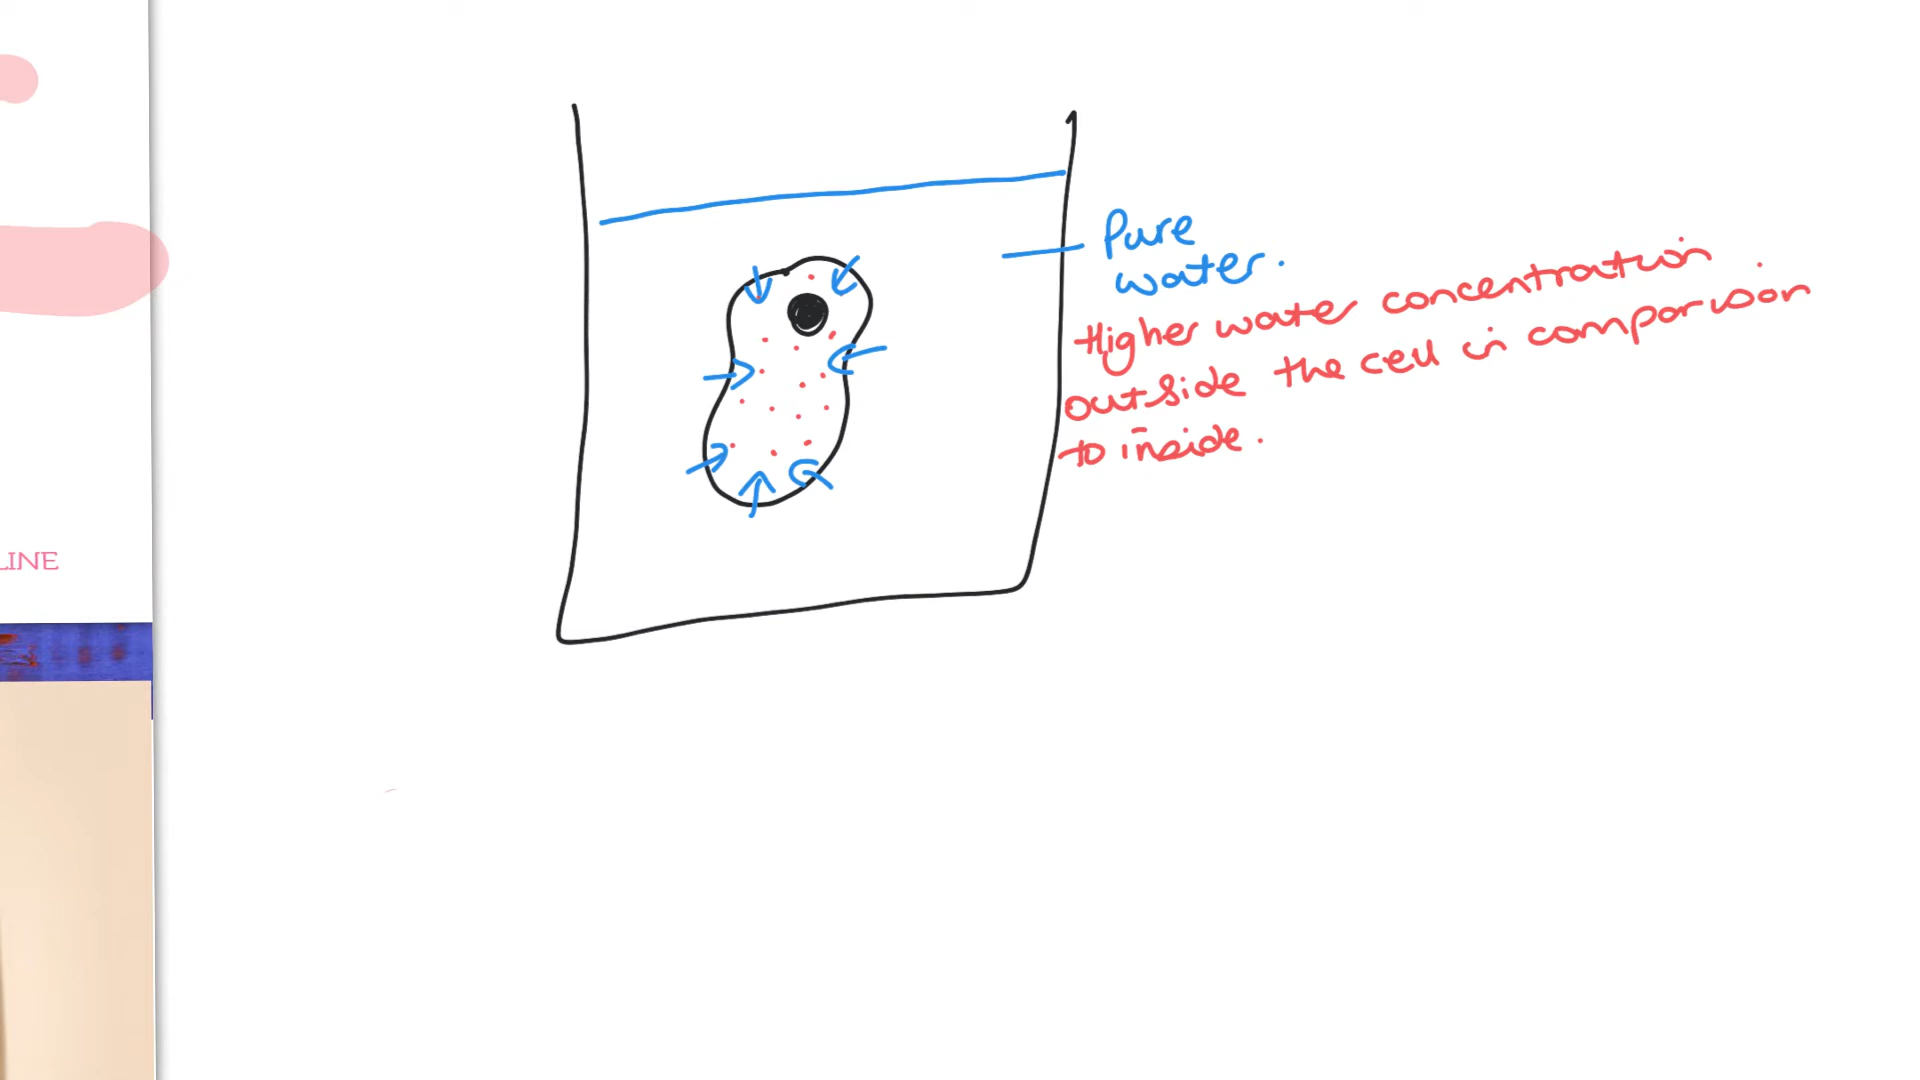 Pure
water.
Higher water concentration
outside the cell in comparison
to inside.
LINE